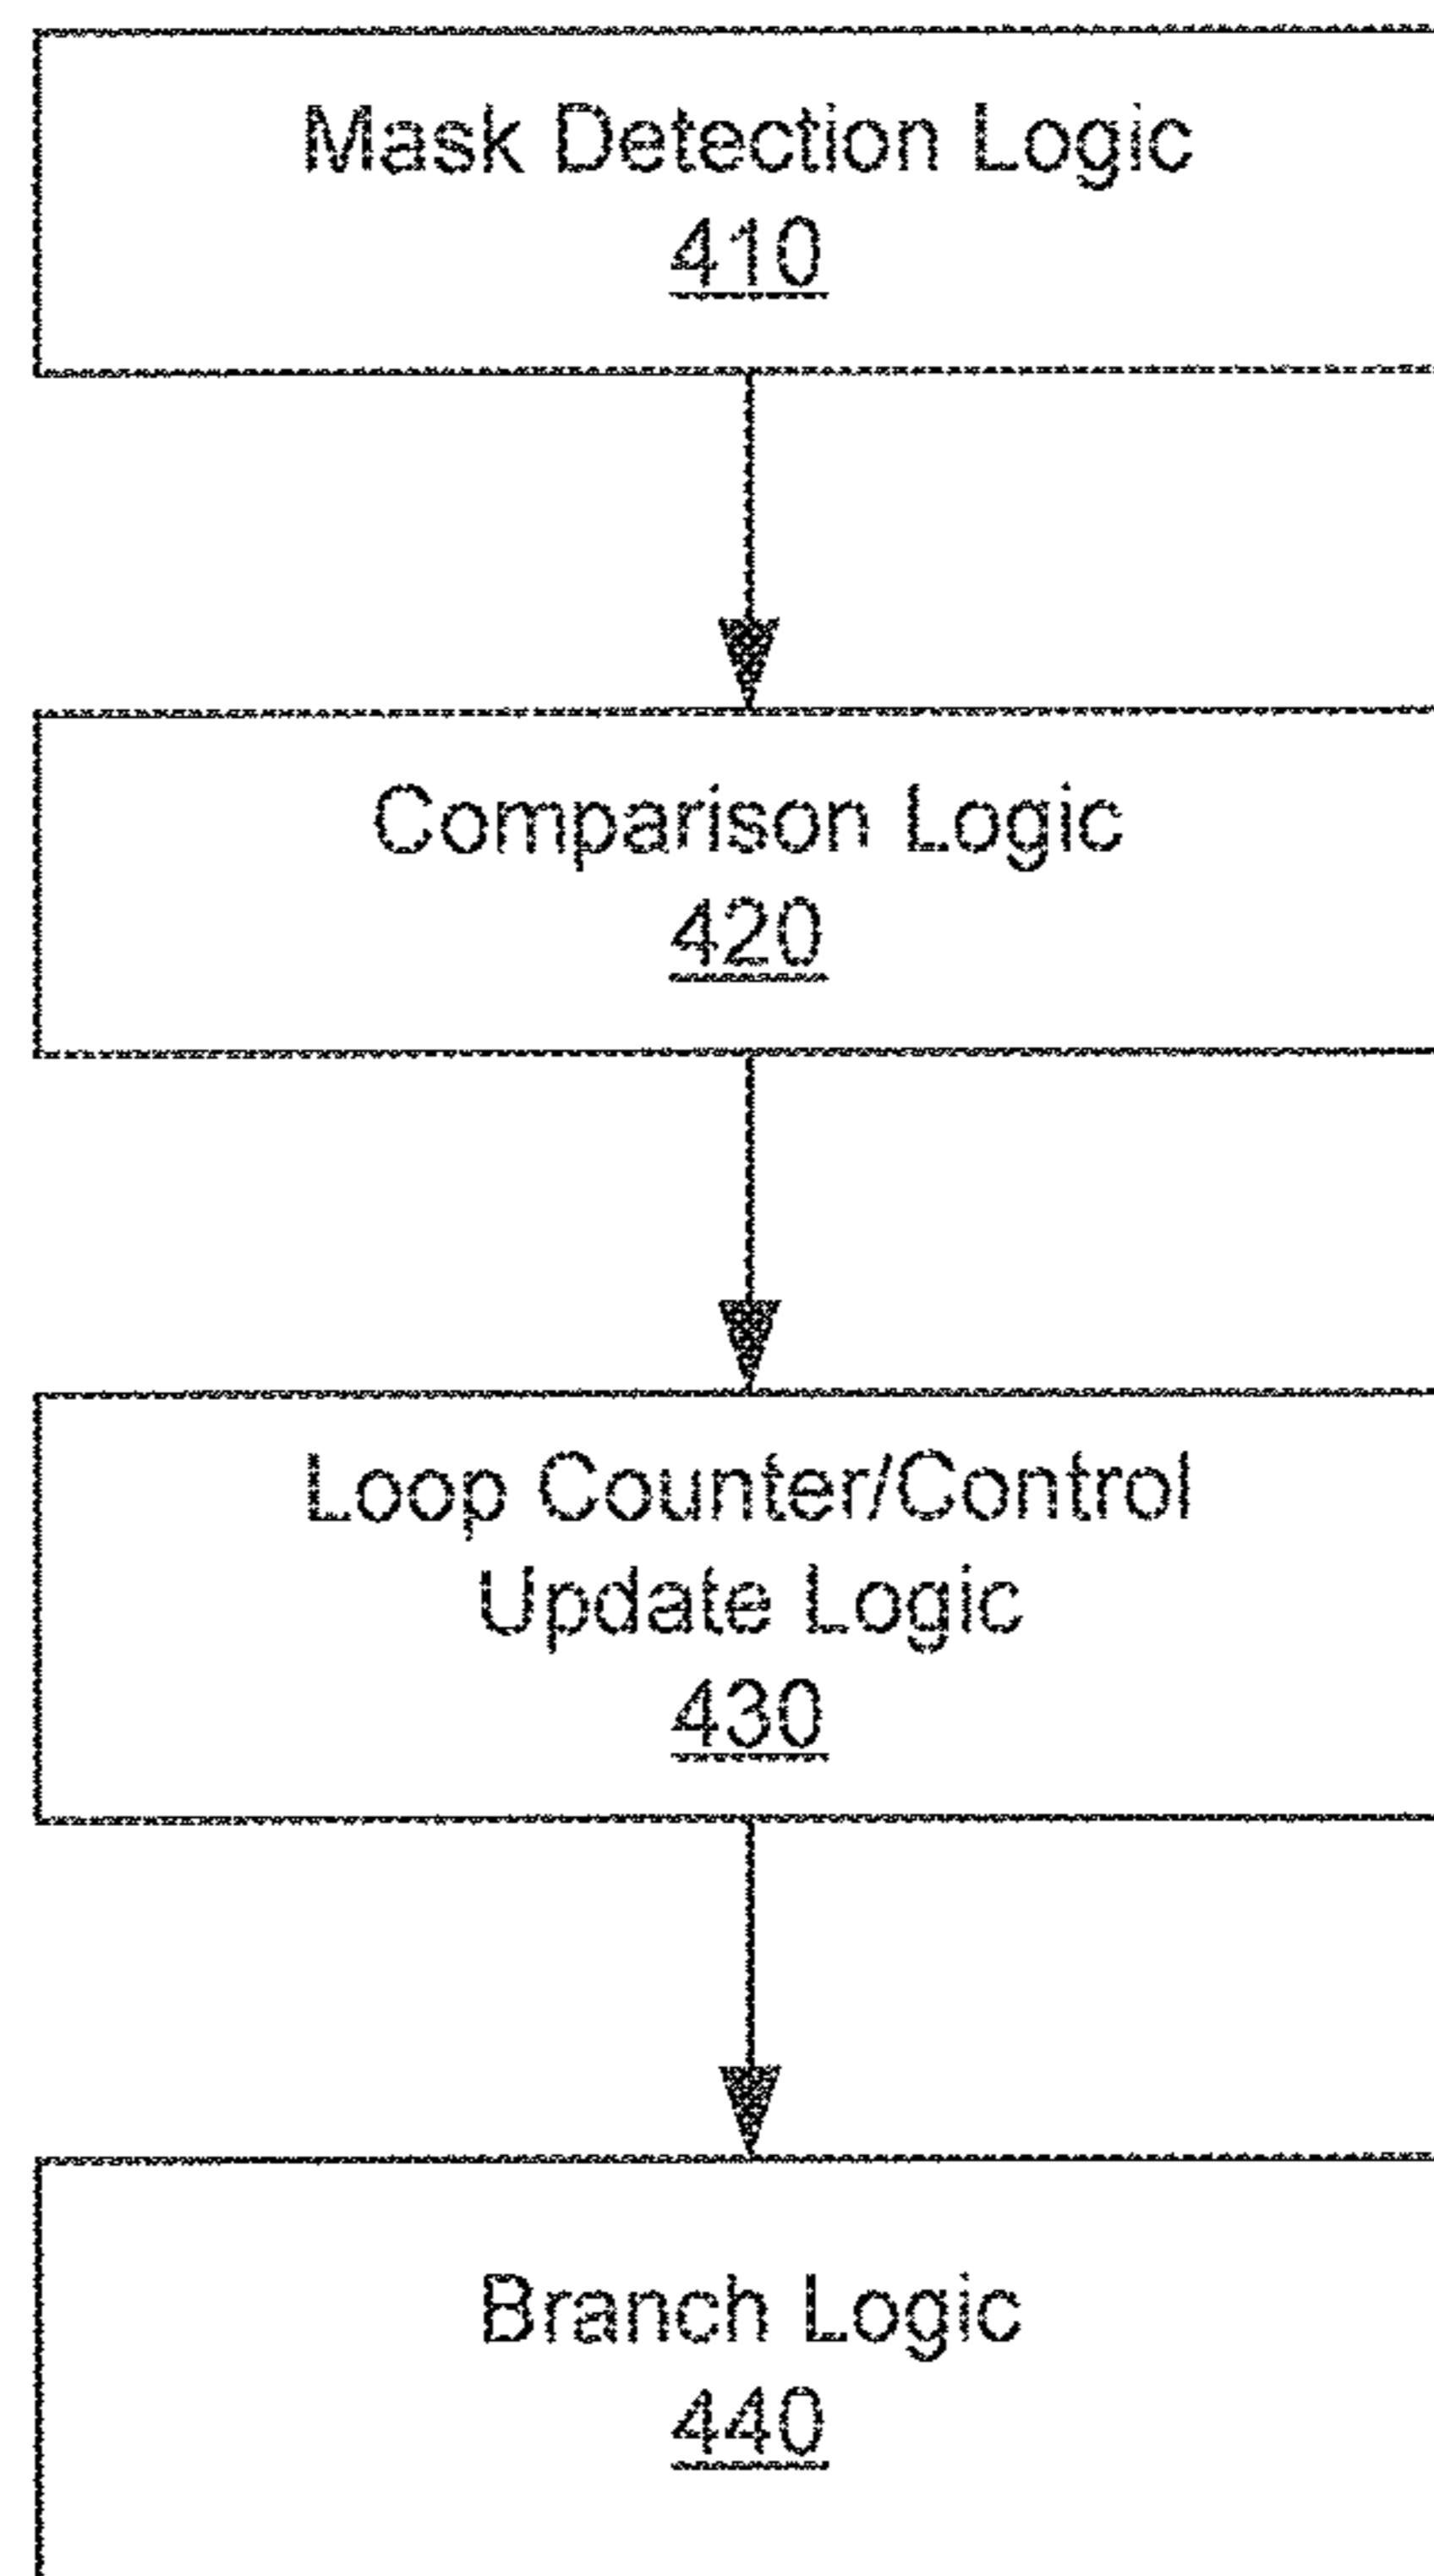 Mask Detection Logic
410
Comparison Logic
420
Loop Counter/Control
Update Logic
430
Branch Logic
440